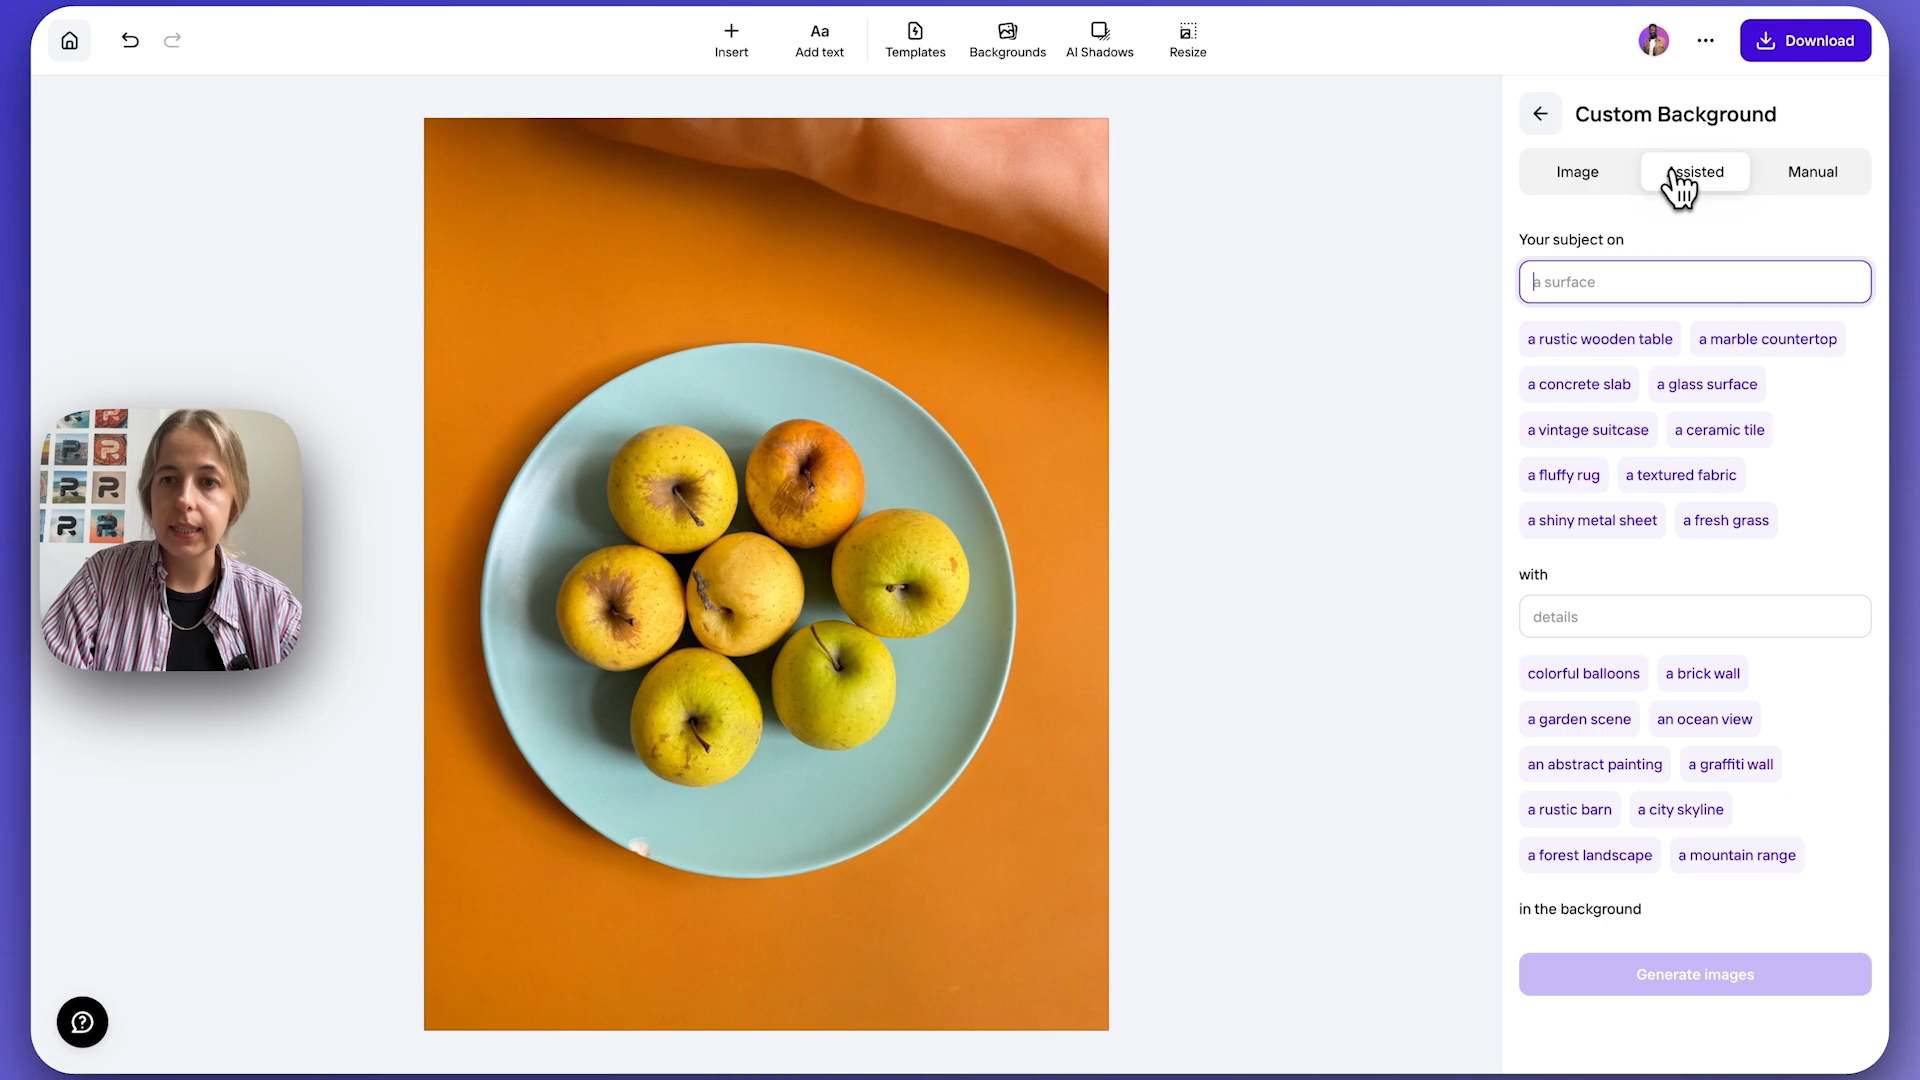 Insert
Aa
Add text
Templates
Backgrounds
AI Shadows
Resize
Download
Custom Background
Image
Assisted
Manual
Your subject on
a surface
a rustic wooden table
a marble countertop
a concrete slab
a glass surface
a vintage suitcase
a ceramic tile
a fluffy rug
a textured fabric
a shiny metal sheet
a fresh grass
with
details
colorful balloons
a brick wall
a garden scene
an ocean view
an abstract painting
a graffiti wall
a rustic barn
a city skyline
a forest landscape
a mountain range
in the background
Generate images